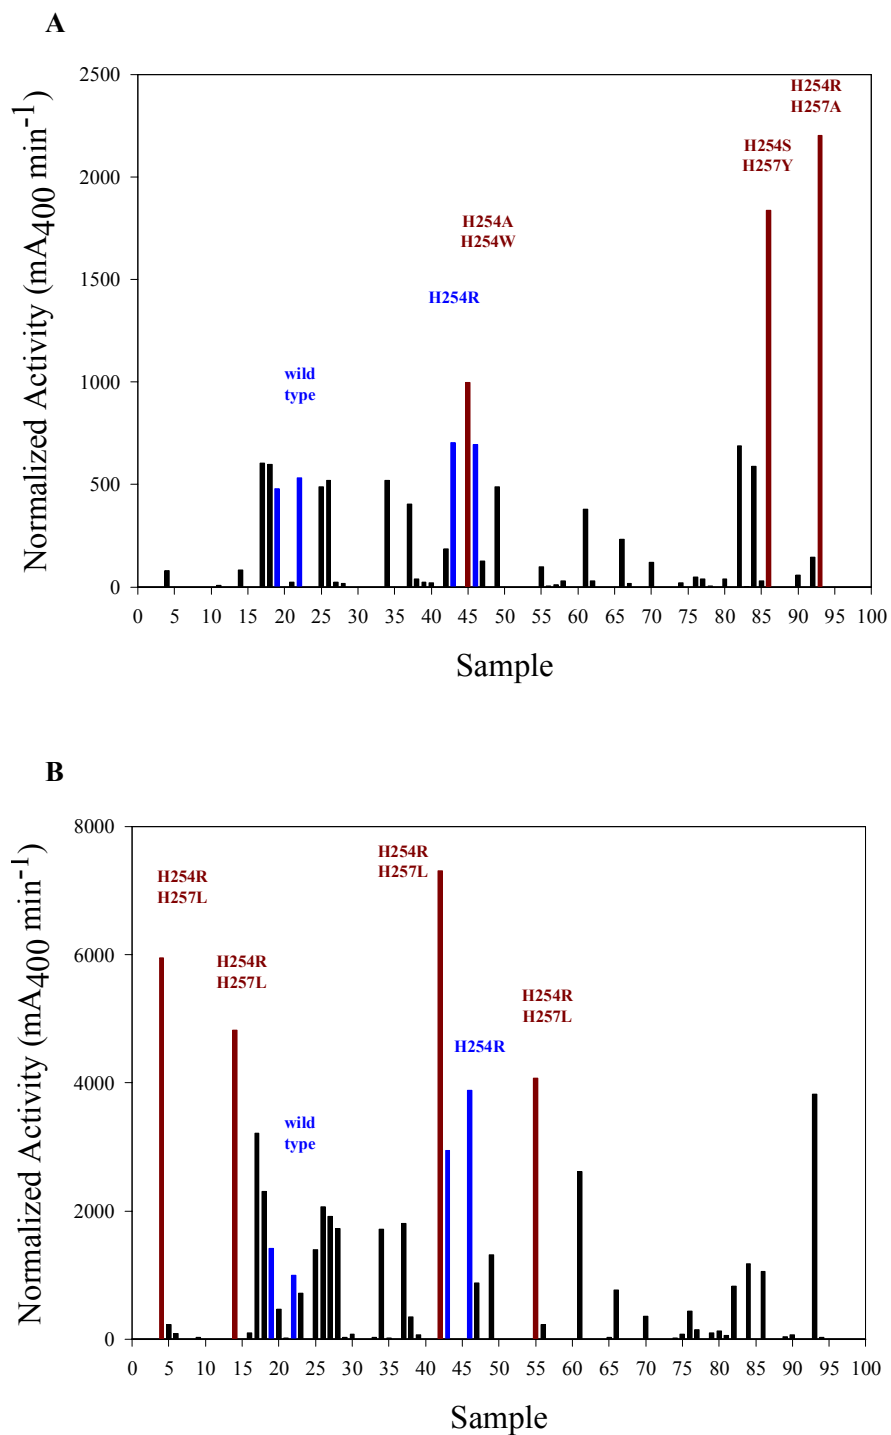 A
Normalized Activity (mA400 min-1)
2500
2000
1500
1000
500
0
H254R
H257A
H254S
H257Y
H254A
H254W
H254R
wild
type
0 5 10 15 20 25 30 35 40 45 50 55 60 65 70 75 80 85 90 95 100
Sample
B
Normalized Activity (mA400 min-1)
8000
6000
4000
2000
0
H254R
H257L
H254R
H257L
H254R
H257L
H254R
H257L
H254R
wild
type
0 5 10 15 20 25 30 35 40 45 50 55 60 65 70 75 80 85 90 95 100
Sample